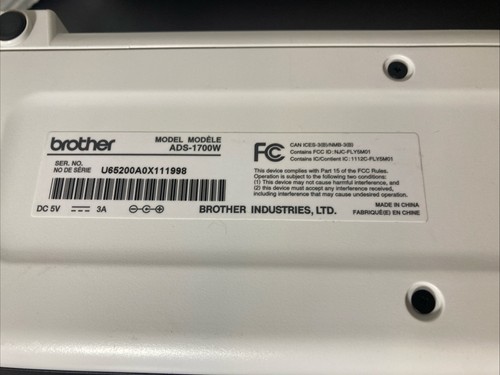 brother
MODEL MODÈLE
ADS-1700W
SER. NO.
NO DE SÉRIE
U65200A0X111998
DC 5V 3A
BROTHER INDUSTRIES, LTD.
FC
CAN ICES-3(B)/NMB-3(B)
Contains FCC ID : NJC-FLYSM01
Contains IC/Contient IC : 1112C-FLYSM01
This device complies with Part 15 of the FCC Rules.
Operation is subject to the following two conditions:
(1) This device may not cause harmful interference, and
(2) this device must accept any interference received,
including interference that may cause undesired operation.
MADE IN CHINA
FABRIQUÉ(E) EN CHINE